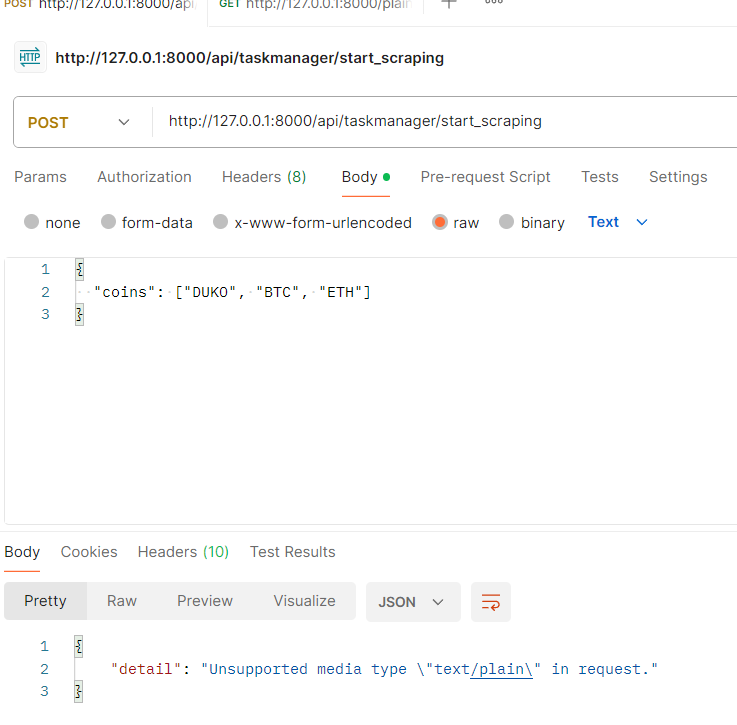 POST http://127.0.0.1:8000/api GET http://127.0.0.1:8000/plain
HTTP http://127.0.0.1:8000/api/taskmanager/start_scraping
POST http://127.0.0.1:8000/api/taskmanager/start_scraping
Params Authorization Headers (8) Body Pre-request Script Tests Settings
none form-data x-www-form-urlencoded raw binary Text
1 {
2 "coins": ["DUKO", "BTC", "ETH"]
3 }
Body Cookies Headers (10) Test Results
Pretty Raw Preview Visualize JSON
1 {
2 "detail": "Unsupported media type \"text/plain\" in request."
3 }